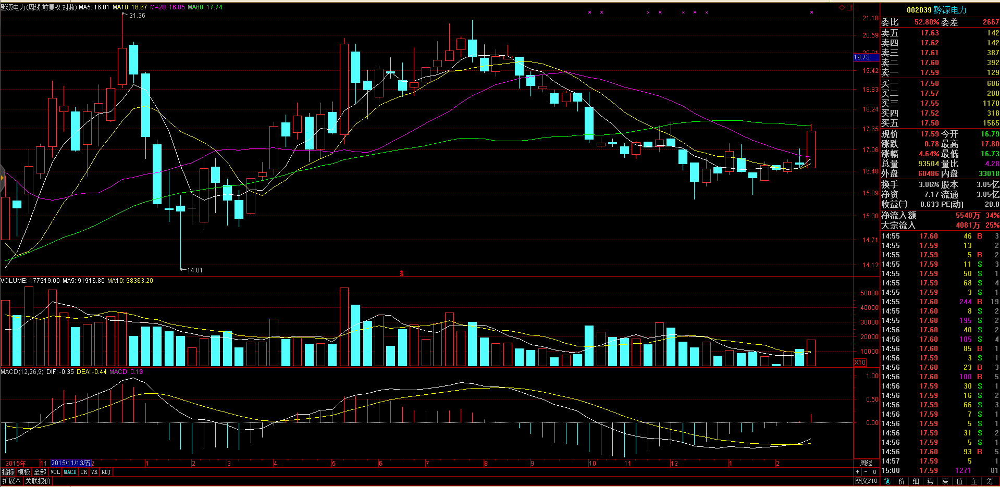 黔源电力(周线.前复权.对数) MA5: 16.81 MA10: 16.67 MA20: 16.85 MA60: 17.74
21.36
14.01
21.18
20.59
20.01
19.73
19.42
18.83
18.24
17.65
17.06
16.48
15.89
15.30
14.71
14.12
VOLUME: 177919.00 MA5: 91916.80 MA10: 98363.20
50000
40000
30000
20000
10000
X10
MACD(12,26,9) DIF: -0.35 DEA: -0.44 MACD: 0.19
1.00
0.50
0.00
2015年 11 2015/11/13/五 2 1 2 3 4 5 6 7 8 9 10 11 12 1 2 周线
指标 模板 全部 VOL MACD CR VR KDJ + - 0
扩展∧ 关联报价 图文F10
002039 黔源电力
委比 52.80% 委差 2667
卖五 17.63 142
卖四 17.62 142
卖三 17.61 387
卖二 17.60 392
卖一 17.59 129
买一 17.58 606
买二 17.57 200
买三 17.55 1170
买四 17.52 318
买五 17.50 1565
现价 17.59 今开 16.79
涨跌 0.78 最高 17.80
涨幅 4.64% 最低 16.73
总量 93504 量比 4.28
外盘 60486 内盘 33018
换手 3.06% 股本 3.05亿
净资 7.17 流通 3.05亿
收益(三) 0.633 PE(动) 20.8
净流入额 5540万 34%
大宗流入 4081万 25%
14:55 17.60 46 B 3
14:55 17.59 13 2
14:55 17.59 5 B 2
14:55 17.59 11 S 3
14:55 17.59 50 S 1
14:55 17.59 68 S 4
14:55 17.59 3 S 1
14:55 17.60 244 B 19
14:55 17.60 8 S 2
14:55 17.60 195 S 2
14:56 17.60 40 S 2
14:56 17.60 105 S 4
14:56 17.60 85 B 1
14:56 17.59 3 S 1
14:56 17.60 23 B 3
14:56 17.60 100 B 5
14:56 17.59 30 S 1
14:56 17.59 16 S 2
14:56 17.59 66 S 3
14:56 17.59 7 S 1
14:56 17.59 5 S 1
14:56 17.59 31 S 2
14:56 17.59 5 S 1
14:56 17.60 93 B 5
14:57 17.59 5 1
15:00 17.59 1271 81
笔 价 细 势 联 值 主 筹